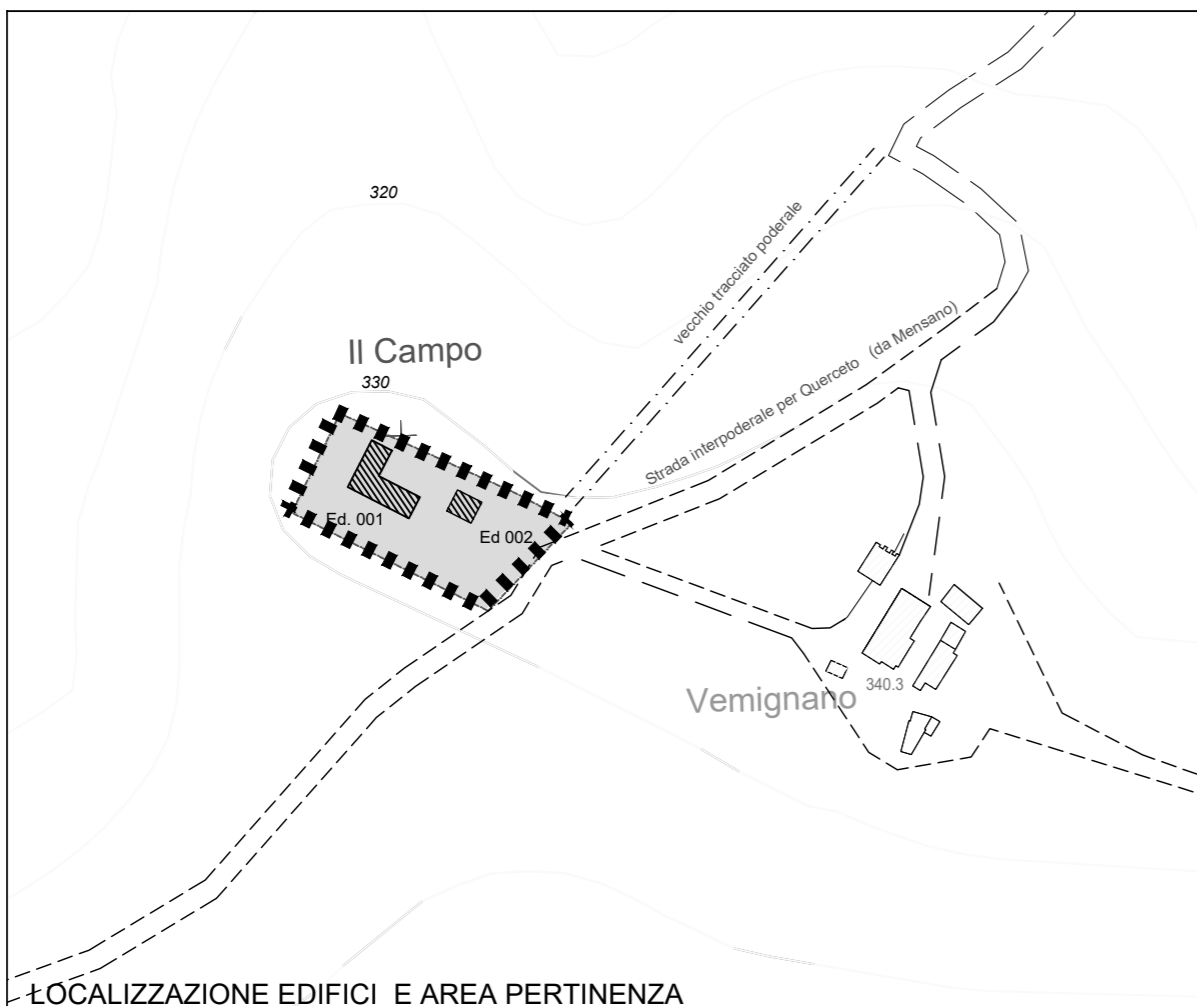 320
vecchio tracciato poderale
Il Campo
330
Strada interpoderale per Querceto (da Mensano)
Ed. 001
Ed 002
340.3
Vemignano
LOCALIZZAZIONE EDIFICI E AREA PERTINENZA